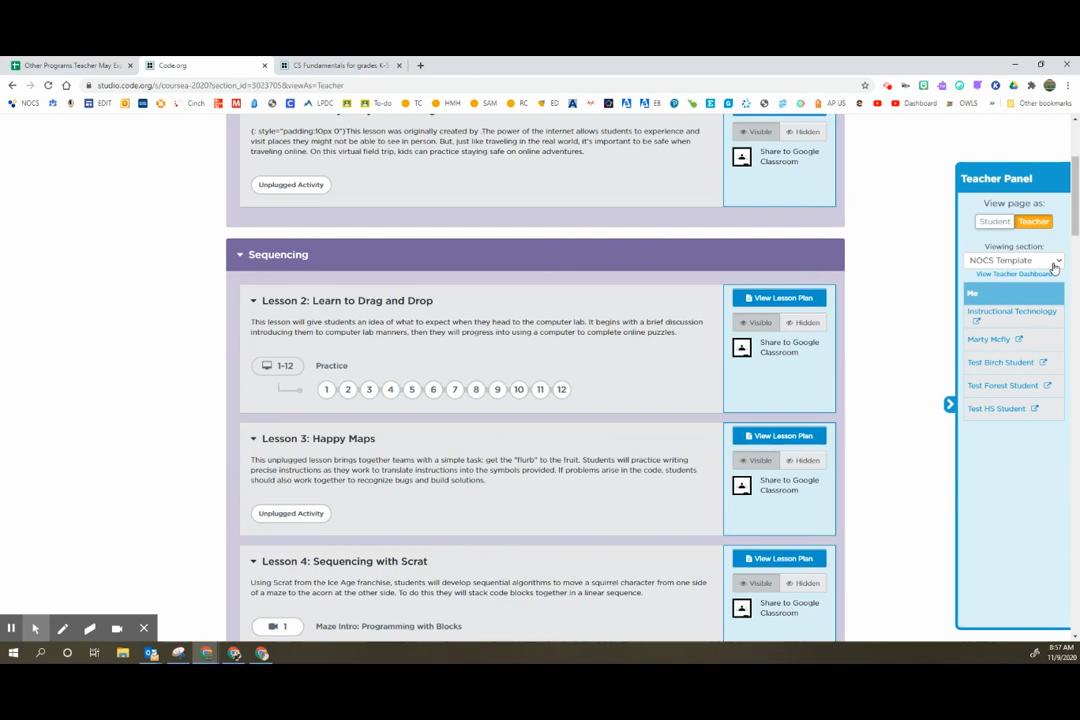 Other Programs Teacher May Ex
Code.org
CS Fundamentals for grades K-5
studio.code.org/s/coursea-2020?section_id=3023705&viewAs=Teacher
NOCS
EDIT
Cinch
LPDC
To-do
TC
HMH
SAM
RC
ED
EB
AP US
Dashboard
OWLS
»
Other bookmarks
{: style="padding:10px 0"}This lesson was originally created by .The power of the internet allows students to experience and
visit places they might not be able to see in person. But, just like traveling in the real world, it's important to be safe when
traveling online. On this virtual field trip, kids can practice staying safe on online adventures.
Unplugged Activity
Visible
Hidden
Share to Google
Classroom
Sequencing
Lesson 2: Learn to Drag and Drop
This lesson will give students an idea of what to expect when they head to the computer lab. It begins with a brief discussion
introducing them to computer lab manners, then they will progress into using a computer to complete online puzzles.
1-12
Practice
1 2 3 4 5 6 7 8 9 10 11 12
View Lesson Plan
Visible
Hidden
Share to Google
Classroom
Lesson 3: Happy Maps
This unplugged lesson brings together teams with a simple task: get the "flurb" to the fruit. Students will practice writing
precise instructions as they work to translate instructions into the symbols provided. If problems arise in the code, students
should also work together to recognize bugs and build solutions.
Unplugged Activity
View Lesson Plan
Visible
Hidden
Share to Google
Classroom
Lesson 4: Sequencing with Scrat
Using Scrat from the Ice Age franchise, students will develop sequential algorithms to move a squirrel character from one side
of a maze to the acorn at the other side. To do this they will stack code blocks together in a linear sequence.
1
Maze Intro: Programming with Blocks
View Lesson Plan
Visible
Hidden
Share to Google
Classroom
Teacher Panel
View page as:
Student
Teacher
Viewing section:
NOCS Template
View Teacher Dashboard
Me
Instructional Technology
Marty Mcfly
Test Birch Student
Test Forest Student
Test HS Student
8:57 AM
11/9/2020